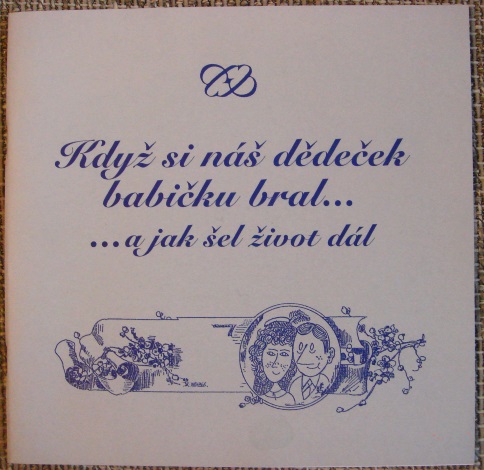 Když si náš dědeček
babičku bral...
...a jak šel život dál